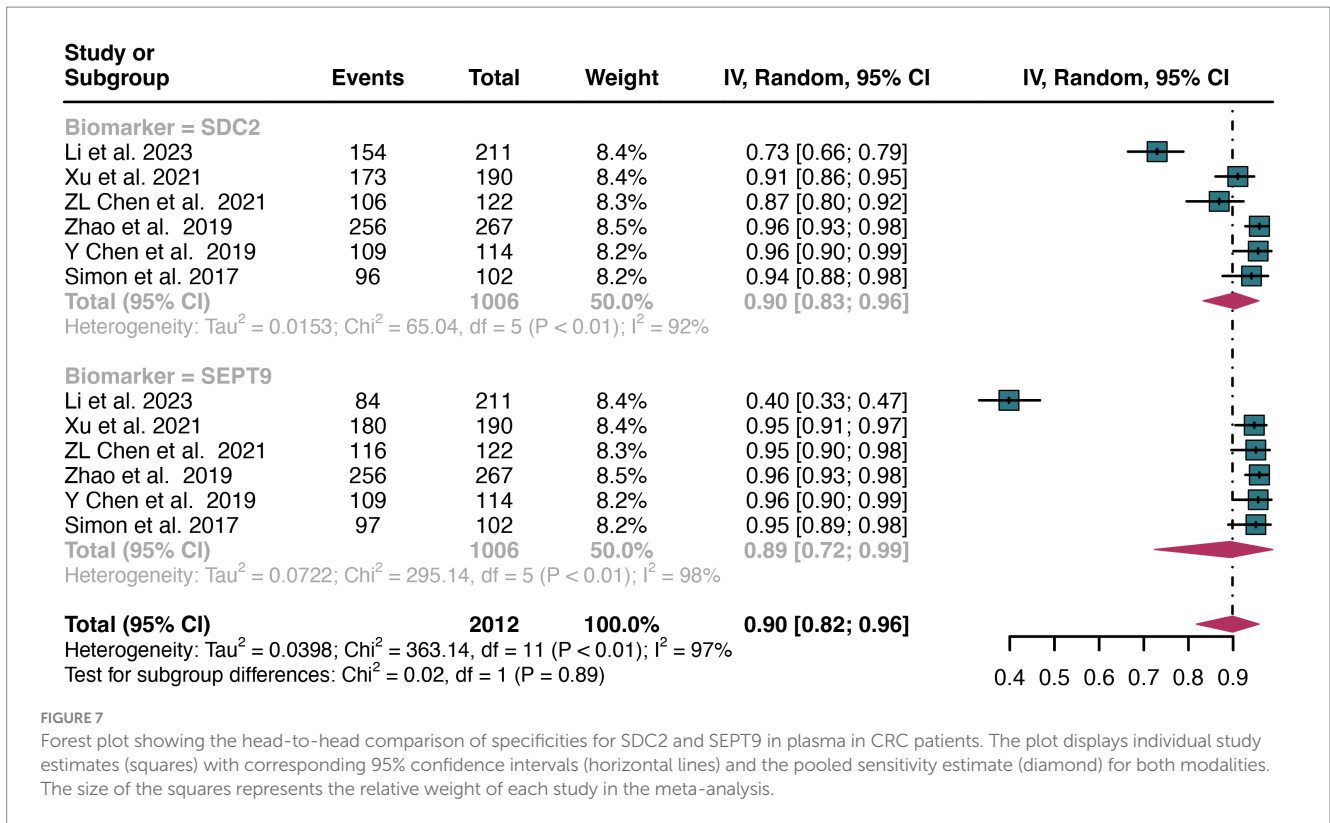 Study or
Subgroup Events Total Weight IV, Random, 95% CI IV, Random, 95% CI
Biomarker = SDC2
Li et al. 2023 154 211 8.4% 0.73 [0.66; 0.79]
Xu et al. 2021 173 190 8.4% 0.91 [0.86; 0.95]
ZL Chen et al. 2021 106 122 8.3% 0.87 [0.80; 0.92]
Zhao et al. 2019 256 267 8.5% 0.96 [0.93; 0.98]
Y Chen et al. 2019 109 114 8.2% 0.96 [0.90; 0.99]
Simon et al. 2017 96 102 8.2% 0.94 [0.88; 0.98]
Total (95% CI) 1006 50.0% 0.90 [0.83; 0.96]
Heterogeneity: Tau² = 0.0153; Chi² = 65.04, df = 5 (P < 0.01); I² = 92%
Biomarker = SEPT9
Li et al. 2023 84 211 8.4% 0.40 [0.33; 0.47]
Xu et al. 2021 180 190 8.4% 0.95 [0.91; 0.97]
ZL Chen et al. 2021 116 122 8.3% 0.95 [0.90; 0.98]
Zhao et al. 2019 256 267 8.5% 0.96 [0.93; 0.98]
Y Chen et al. 2019 109 114 8.2% 0.96 [0.90; 0.99]
Simon et al. 2017 97 102 8.2% 0.95 [0.89; 0.98]
Total (95% CI) 1006 50.0% 0.89 [0.72; 0.99]
Heterogeneity: Tau² = 0.0722; Chi² = 295.14, df = 5 (P < 0.01); I² = 98%
Total (95% CI) 2012 100.0% 0.90 [0.82; 0.96]
Heterogeneity: Tau² = 0.0398; Chi² = 363.14, df = 11 (P < 0.01); I² = 97%
Test for subgroup differences: Chi² = 0.02, df = 1 (P = 0.89)
0.4 0.5 0.6 0.7 0.8 0.9
FIGURE 7
Forest plot showing the head-to-head comparison of specificities for SDC2 and SEPT9 in plasma in CRC patients. The plot displays individual study
estimates (squares) with corresponding 95% confidence intervals (horizontal lines) and the pooled sensitivity estimate (diamond) for both modalities.
The size of the squares represents the relative weight of each study in the meta-analysis.